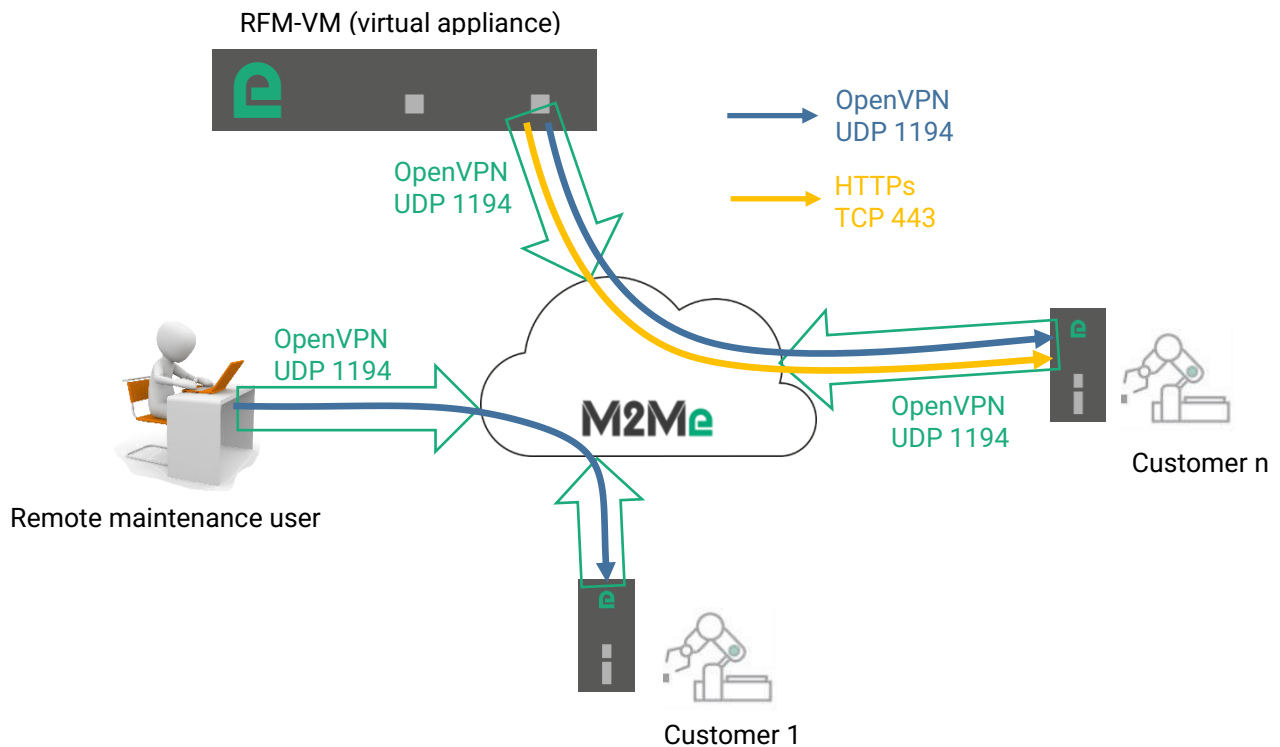 RFM-VM (virtual appliance)
OpenVPN
UDP 1194
HTTPs
TCP 443
OpenVPN
UDP 1194
OpenVPN
UDP 1194
M2Me
OpenVPN
UDP 1194
Customer n
Remote maintenance user
Customer 1